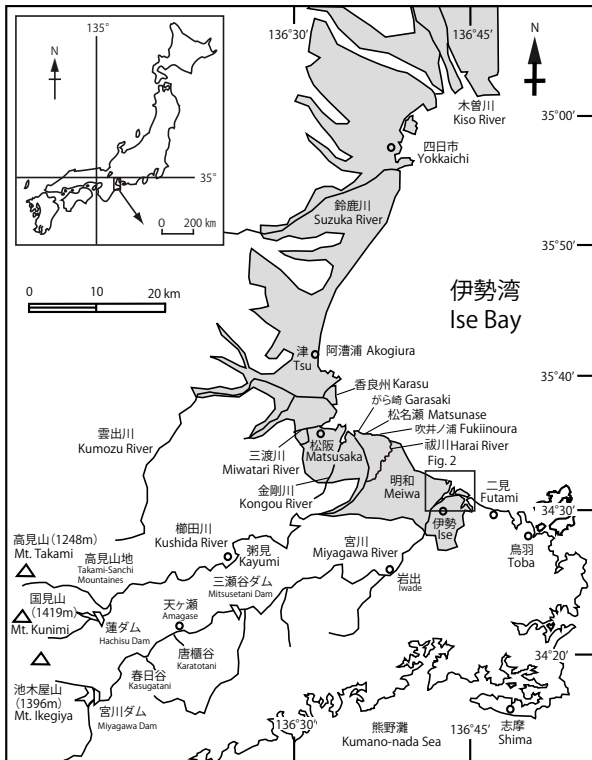 136°30′
136°45′
135°
N
35°
0 200 km
N
木曽川
Kiso River
35°00′
四日市
Yokkaichi
鈴鹿川
Suzuka River
35°50′
0 10 20 km
伊勢湾
Ise Bay
津
Tsu
阿漕浦 Akogiura
35°40′
香良州 Karasu
がら崎 Garasaki
松名瀬 Matsunase
吹井ノ浦 Fukiinoura
祓川 Harai River
雲出川
Kumozu River
三渡川
Miwatari River
松阪
Matsusaka
金剛川
Kongou River
明和
Meiwa
Fig. 2
二見
Futami
34°30′
伊勢
Ise
鳥羽
Toba
櫛田川
Kushida River
粥見
Kayumi
宮川
Miyagawa River
岩出
Iwade
高見山(1248m)
Mt. Takami
高見山地
Takami-Sanchi
Mountaines
国見山
(1419m)
Mt. Kunimi
三瀬谷ダム
Mitsusetani Dam
天ヶ瀬
Amagase
蓮ダム
Hachisu Dam
唐櫃谷
Karatotani
春日谷
Kasugatani
34°20′
池木屋山
(1396m)
Mt. Ikegiya
宮川ダム
Miyagawa Dam
136°30′
熊野灘
Kumano-nada Sea
136°45′
志摩
Shima